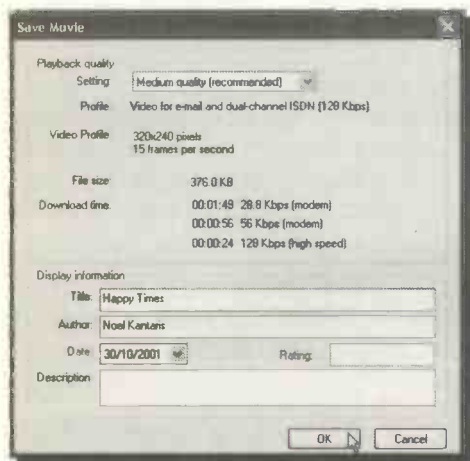 Save Movie
Playback quality
Setting: Medium quality (recommended)
Profile Video for e-mail and dual-channel ISDN (128 Kbps)
Video Profile 320x240 pixels
15 frames per second
File size: 376.0 KB
Download time: 00:01:49 28.8 Kbps (modem)
00:00:56 56 Kbps (modem)
00:00:24 128 Kbps (high speed)
Display information
Title: Happy Times
Author: Noel Kantaris
Date 30/10/2001 Rating:
Description
OK Cancel